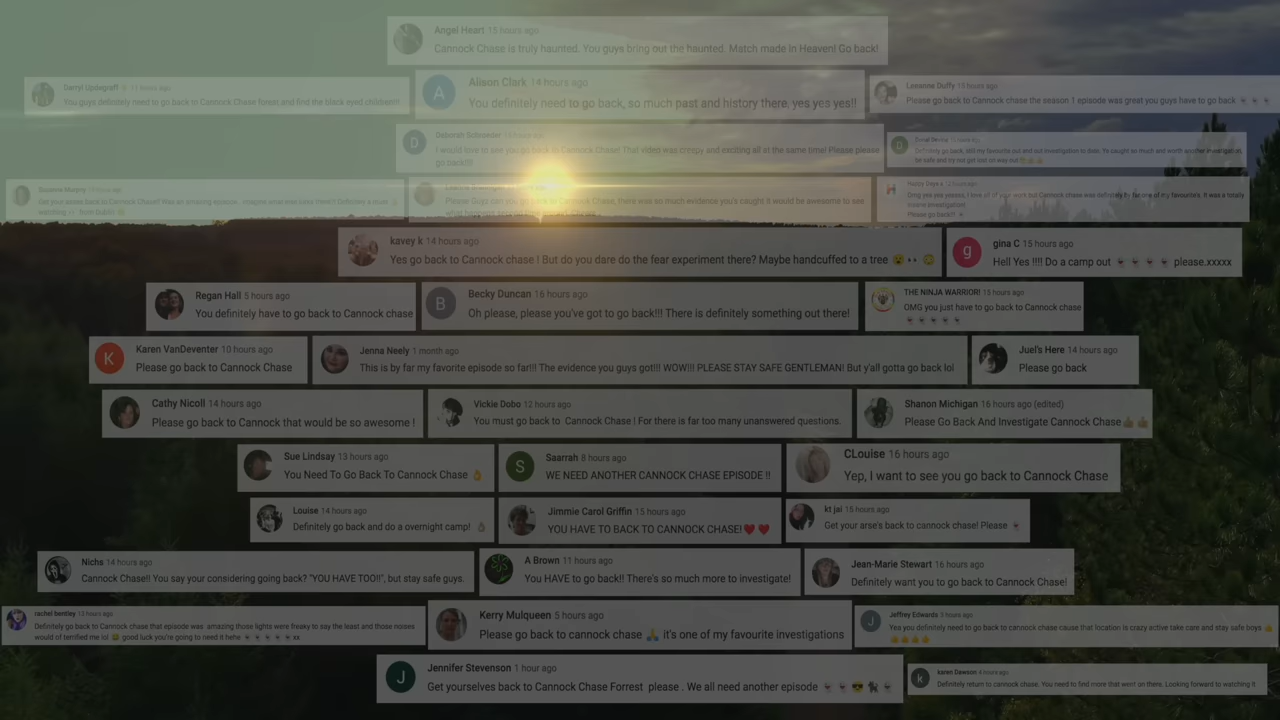 Angel Heart 15 hours ago
Cannock Chase is truly haunted. You guys bring out the haunted. Match made in Heaven! Go back!
Darryl Updegraff 11 hours ago
You guys definitely need to go back to Cannock Chase forest and find the black eyed children!!!
Alison Clark 14 hours ago
You definitely need to go back, so much past and history there, yes yes yes!!
Leeanne Duffy 15 hours ago
Please go back to Cannock chase the season 1 episode was great you guys have to go back 👻 👻 👻
Deborah
I would love to see you go back to Cannock Chase! That video was creepy and exciting all at the same time! Please please
go back!!!!
Definitely go back, still my favourite out and out investigation to date. Ye caught so much and worth another investigation,
be safe and try not get lost on way out
Suzanne
Get your arses back to Cannock Chase! Was an amazing episode
watching from Dublin
Please Guys can you go back to Cannock Chase, there was so much evidence you's caught it would be awesome to see
what
Happy Days x 12 hours ago
Omg yes yes yessss, I love all of your work but Cannock chase was definitely by far one of my favourite. It was a totally
insane investigation!
Please go back!!
kavey k 14 hours ago
Yes go back to Cannock chase ! But do you dare do the fear experiment there? Maybe handcuffed to a tree 😮 👀 😳
gina C 15 hours ago
Hell Yes !!!! Do a camp out 👻 👻 👻 👻 please.xxxxx
Regan Hall 5 hours ago
You definitely have to go back to Cannock chase
Becky Duncan 16 hours ago
Oh please, please you've got to go back!!! There is definitely something out there!
THE NINJA WARRIOR! 15 hours ago
OMG you just have to go back to Cannock chase
👻 👻 👻 👻 👻
Karen VanDeventer 10 hours ago
Please go back to Cannock Chase
Jenna Neely 1 month ago
This is by far my favorite episode so far!!! The evidence you guys got!!! WOW!!! PLEASE STAY SAFE GENTLEMAN! But y'all gotta go back lol
Juel's Here 14 hours ago
Please go back
Cathy Nicoll 14 hours ago
Please go back to Cannock that would be so awesome !
Vickie Dobo 12 hours ago
You must go back to Cannock Chase ! For there is far too many unanswered questions.
Shanon Michigan 16 hours ago (edited)
Please Go Back And Investigate Cannock Chase👍👍
Sue Lindsay 13 hours ago
You Need To Go Back To Cannock Chase 👌
Saarrah 8 hours ago
WE NEED ANOTHER CANNOCK CHASE EPISODE !!
CLouise 16 hours ago
Yep, I want to see you go back to Cannock Chase
Louise 14 hours ago
Definitely go back and do a overnight camp! 👌
Jimmie Carol Griffin 15 hours ago
YOU HAVE TO BACK TO CANNOCK CHASE!❤❤
kt jai 15 hours ago
Get your arse's back to cannock chase! Please 👻
Nichs 14 hours ago
Cannock Chase!! You say your considering going back? "YOU HAVE TOO!!", but stay safe guys.
A Brown 11 hours ago
You HAVE to go back!! There's so much more to investigate!
Jean-Marie Stewart 16 hours ago
Definitely want you to go back to Cannock Chase!
rachel bentley 13 hours ago
Definitely go back to cannock chase that episode was amazing those lights were freaky to say the least and those noises
would of terrified me lol 😄 good luck you're going to need it hehe 👻 👻 👻 👻 👻 xx
Kerry Mulqueen 5 hours ago
Please go back to cannock chase 🙏 it's one of my favourite investigations
Jeffrey Edwards 5 hours ago
Yes you definitely need to go back to cannock chase cause that location is crazy active take care and stay safe boys 👍
👍👍👍👍
Jennifer Stevenson 1 hour ago
Get yourselves back to Cannock Chase Forrest please . We all need another episode 👻 👻 😎 🐈‍⬛ 👻
karen Dawson 4 hours ago
Definitely return to cannock chase. You need to find more that went on there. Looking forward to watching it